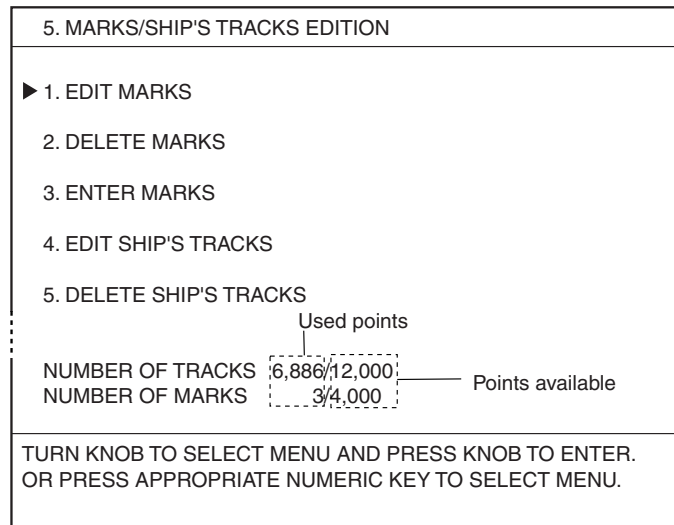 5. MARKS/SHIP'S TRACKS EDITION
1. EDIT MARKS
2. DELETE MARKS
3. ENTER MARKS
4. EDIT SHIP'S TRACKS
5. DELETE SHIP'S TRACKS
Used points
NUMBER OF TRACKS 6,886/12,000
NUMBER OF MARKS 3/4,000
Points available
TURN KNOB TO SELECT MENU AND PRESS KNOB TO ENTER.
OR PRESS APPROPRIATE NUMERIC KEY TO SELECT MENU.